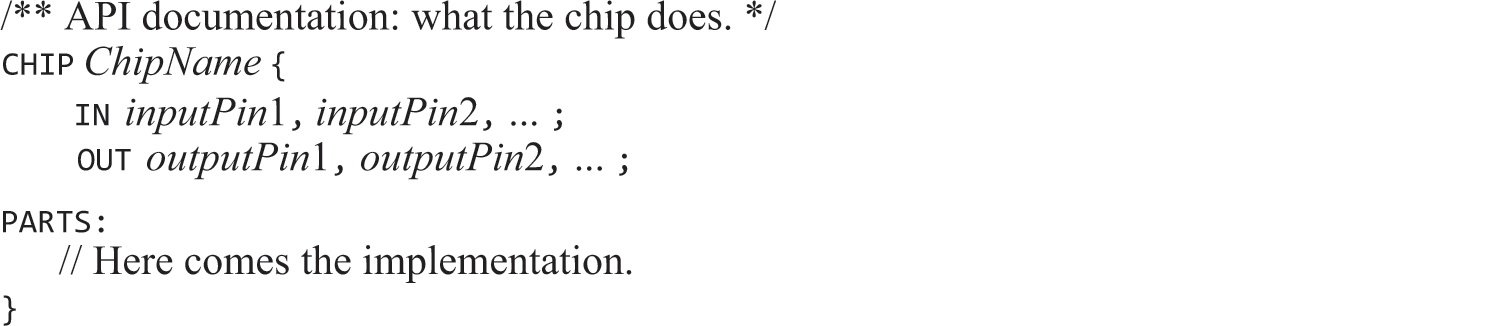 /** API documentation: what the chip does. */
CHIP ChipName {
IN inputPin1, inputPin2, ... ;
OUT outputPin1, outputPin2, ... ;
PARTS:
// Here comes the implementation.
}